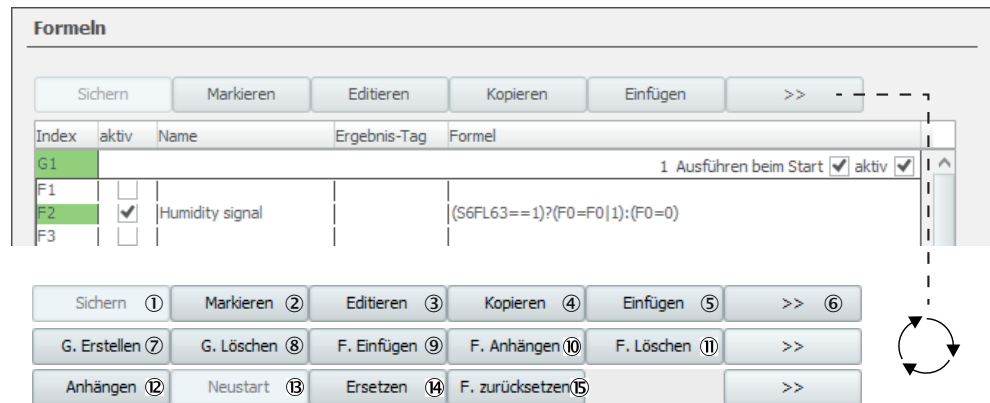 Formeln
Sichern Markieren Editieren Kopieren Einfügen >>
Index aktiv Name Ergebnis-Tag Formel
G1 1 Ausführen beim Start aktiv
F1
F2 Humidity signal (S6FL63==1)?(F0=F0|1):(F0=0)
F3
Sichern ① Markieren ② Editieren ③ Kopieren ④ Einfügen ⑤ >> ⑥
G. Erstellen ⑦ G. Löschen ⑧ F. Einfügen ⑨ F. Anhängen ⑩ F. Löschen ⑪ >>
Anhängen ⑫ Neustart ⑬ Ersetzen ⑭ F. zurücksetzen ⑮ >>